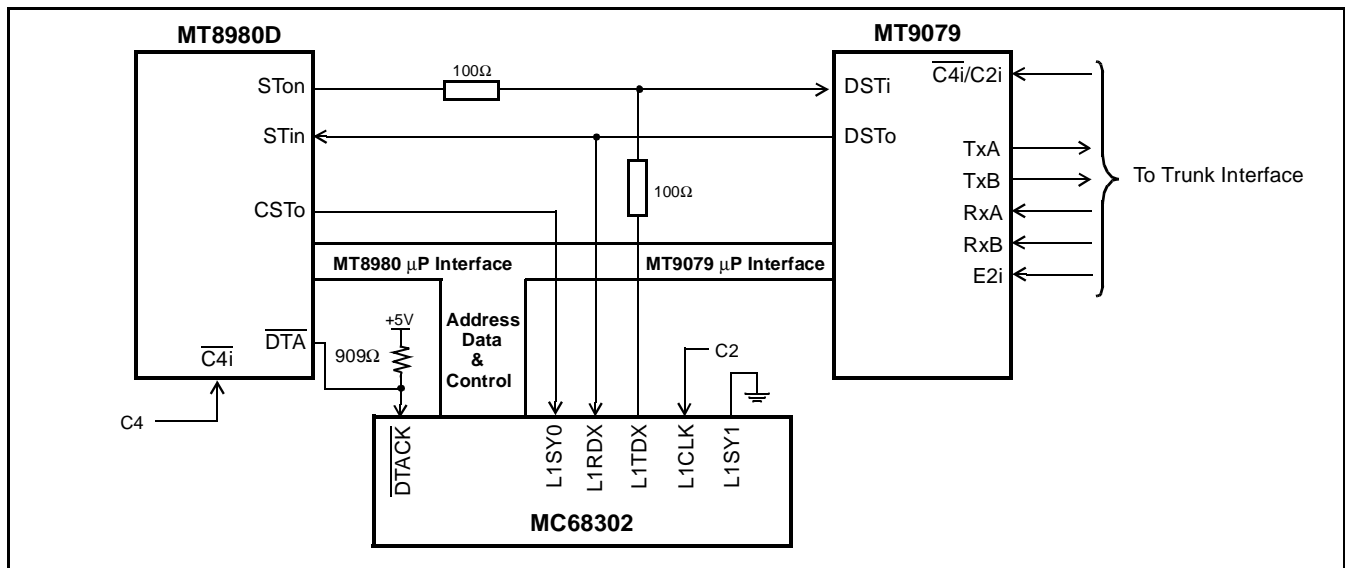 MT8980D
MT9079
STon
100Ω
DSTi
C4i/C2i
STin
DSTo
TxA
TxB
To Trunk Interface
100Ω
CSTo
RxA
RxB
MT8980 μP Interface
MT9079 μP Interface
E2i
+5V
Address
Data
&
Control
DTA
909Ω
C4i
C2
C4
DTACK
L1SY0
L1RDX
L1TDX
L1CLK
L1SY1
MC68302